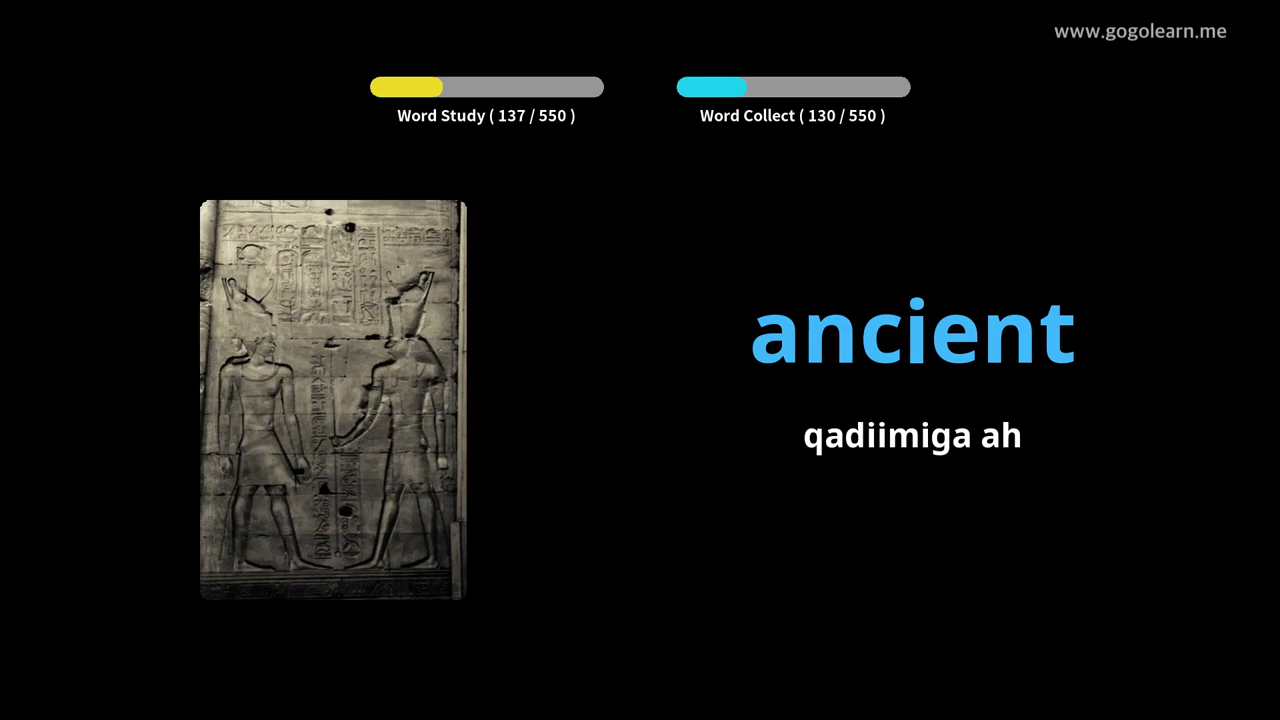 www.gogolearn.me
Word Study ( 137 / 550 )
Word Collect ( 130 / 550 )
ancient
qadiimiga ah